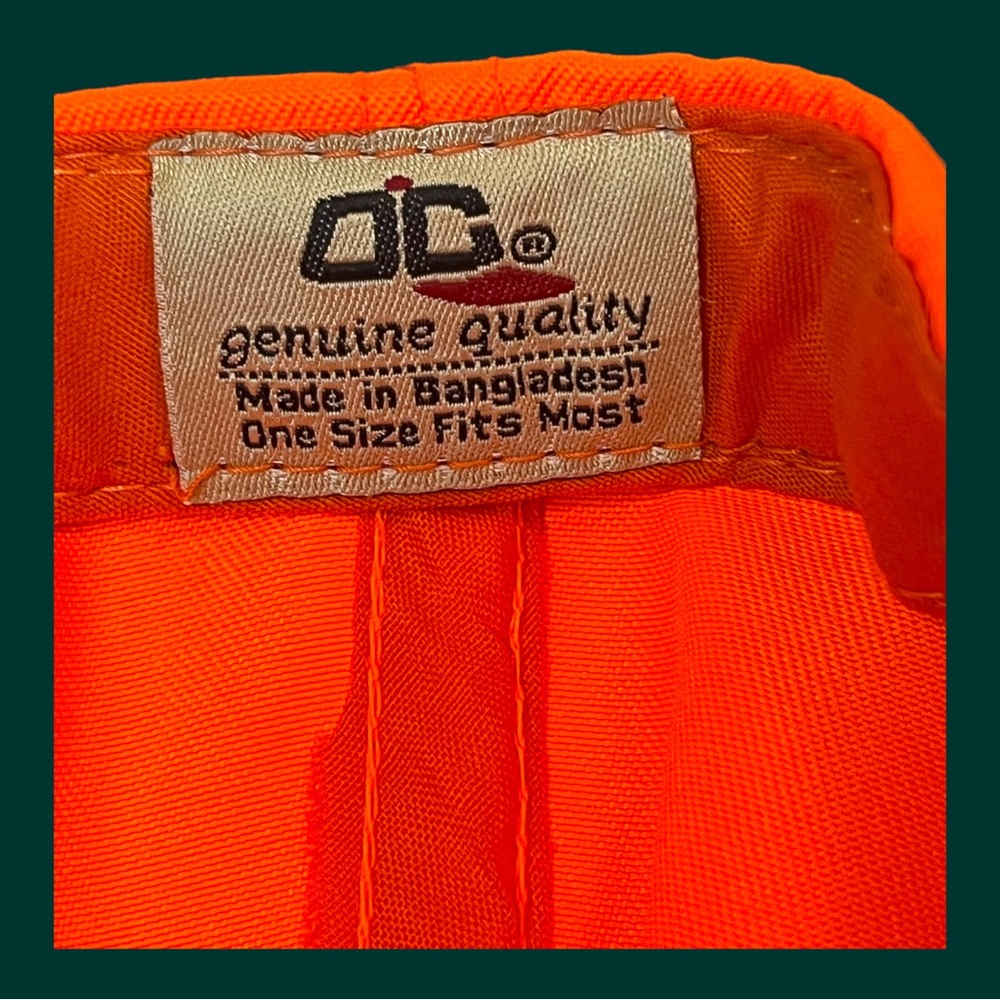 OC®
genuine quality
Made in Bangladesh
One Size Fits Most